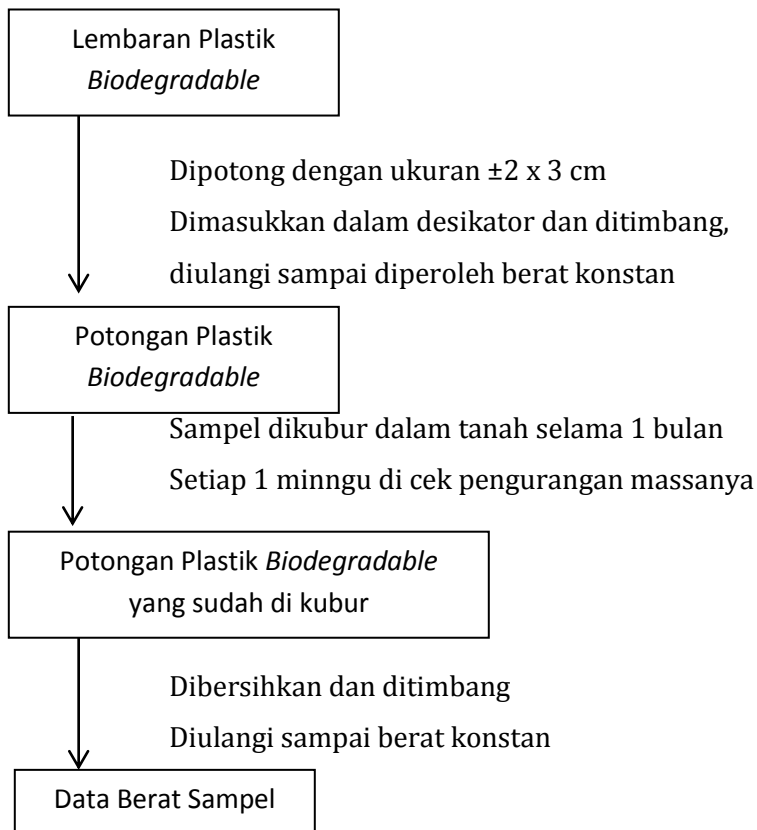 Lembaran Plastik
Biodegradable
Dipotong dengan ukuran ±2 x 3 cm
Dimasukkan dalam desikator dan ditimbang,
diulangi sampai diperoleh berat konstan
Potongan Plastik
Biodegradable
Sampel dikubur dalam tanah selama 1 bulan
Setiap 1 minngu di cek pengurangan massanya
Potongan Plastik Biodegradable
yang sudah di kubur
Dibersihkan dan ditimbang
Diulangi sampai berat konstan
Data Berat Sampel